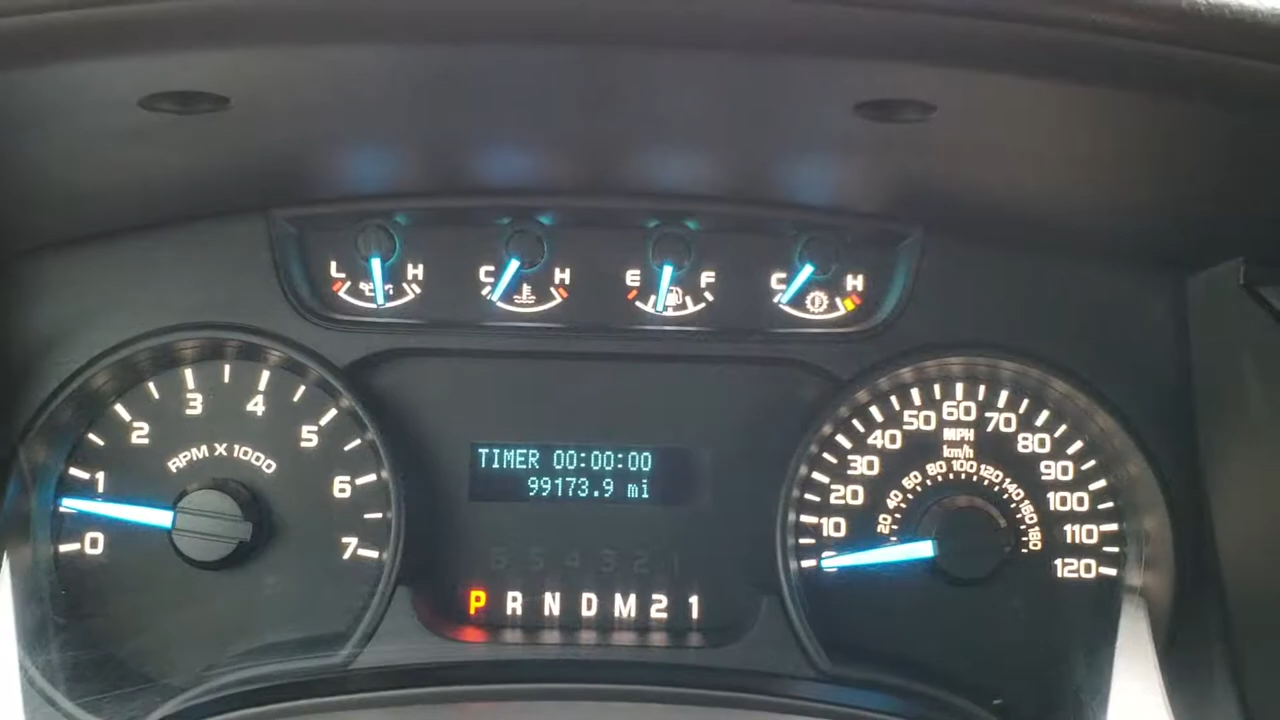 L H
C H
E F
C H
0 1 2 3 4 5 6 7
RPM X 1000
TIMER 00:00:00
99173.9 mi
6 5 4 3 2 1
P R N D M 2 1
0 10 20 30 40 50 60 70 80 90 100 110 120
MPH
km/h
20 40 60 80 100 120 140 160 180